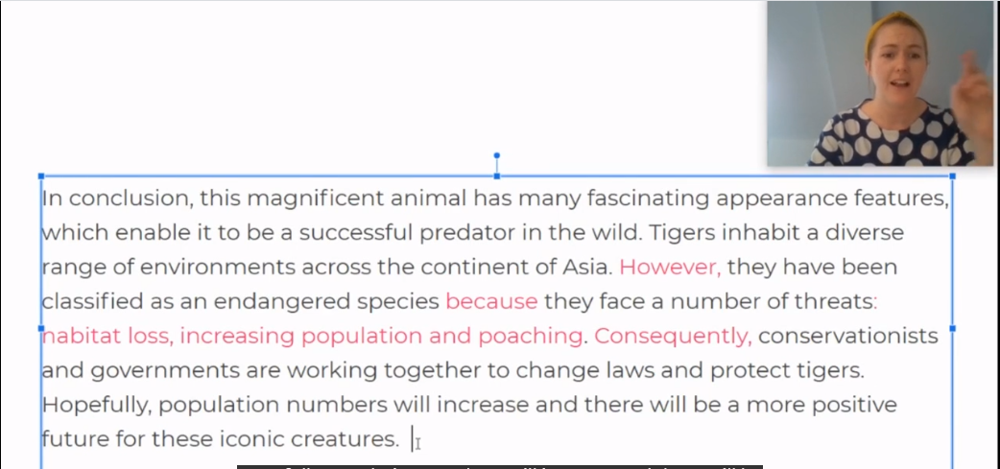 In conclusion, this magnificent animal has many fascinating appearance features,
which enable it to be a successful predator in the wild. Tigers inhabit a diverse
range of environments across the continent of Asia. However, they have been
classified as an endangered species because they face a number of threats:
habitat loss, increasing population and poaching. Consequently, conservationists
and governments are working together to change laws and protect tigers.
Hopefully, population numbers will increase and there will be a more positive
future for these iconic creatures.